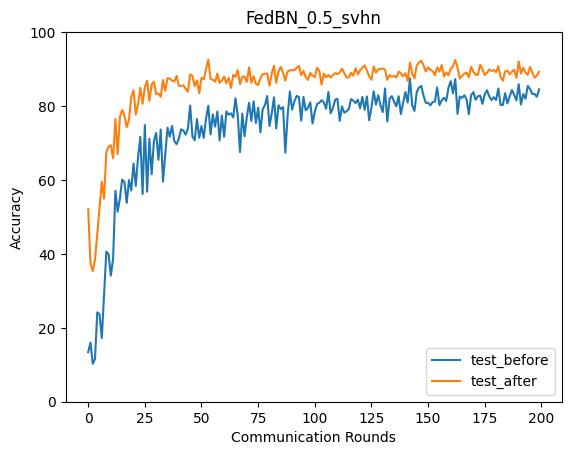 FedBN_0.5_svhn
100
80
60
40
20
0
Accuracy
0 25 50 75 100 125 150 175 200
Communication Rounds
test_before
test_after